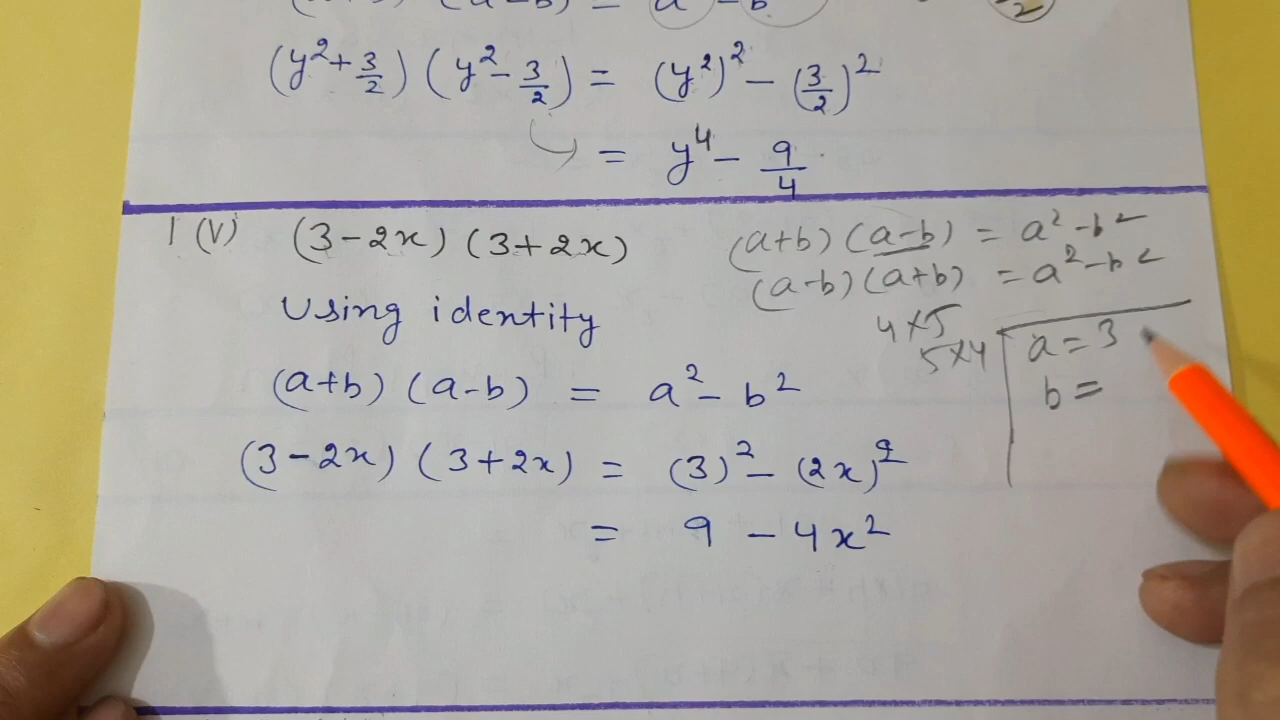 (y²+3/2) (y²-3/2) = (y²)² - (3/2)²
= y⁴ - 9/4
1 (V) (3-2x) (3+2x)
(a+b) (a-b) = a²-b²
(a-b) (a+b) = a²-b²
Using identity
4×5
5×4
a=3
b=
(a+b) (a-b) = a² - b²
(3-2x) (3+2x) = (3)² - (2x)²
= 9 - 4x²